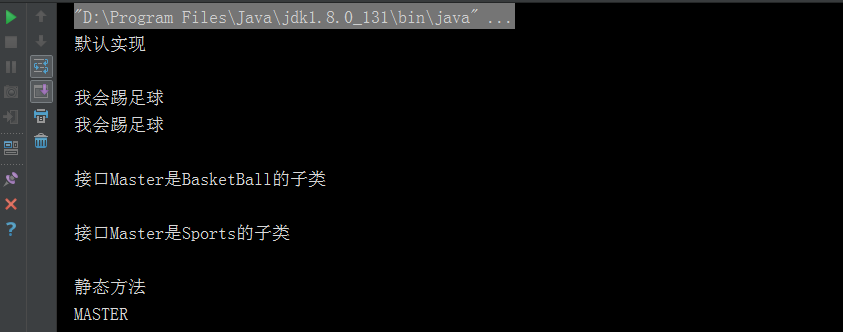 "D:\Program Files\Java\jdk1.8.0_131\bin\java" ...
默认实现
我会踢足球
我会踢足球
接口Master是BasketBall的子类
接口Master是Sports的子类
静态方法
MASTER